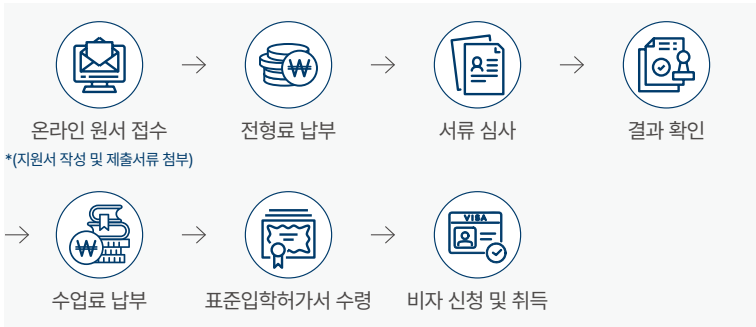 온라인 원서 접수
*(지원서 작성 및 제출서류 첨부)
₩
전형료 납부
서류 심사
결과 확인
₩
수업료 납부
표준입학허가서 수령
VISA
비자 신청 및 취득